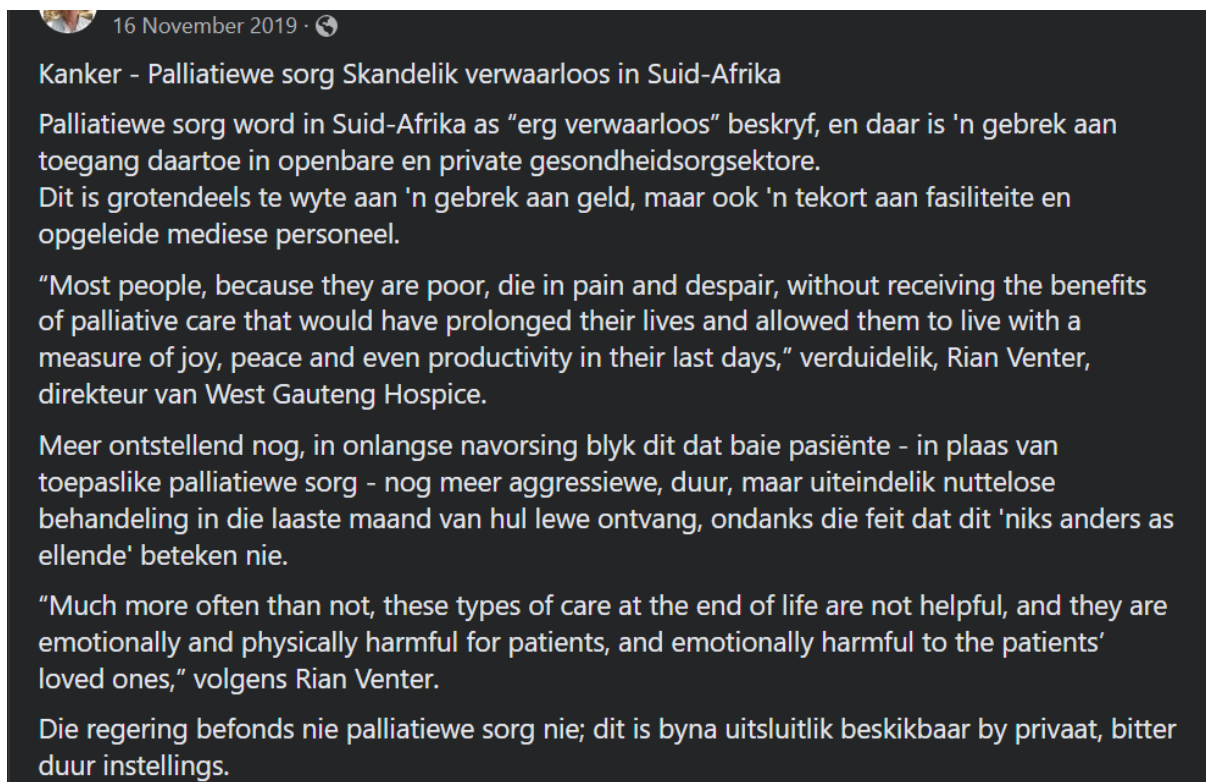 16 November 2019 ·
Kanker - Palliatiewe sorg Skandelik verwaarloos in Suid-Afrika
Palliatiewe sorg word in Suid-Afrika as “erg verwaarloos” beskryf, en daar is 'n gebrek aan
toegang daartoe in openbare en private gesondheidsorgsektore.
Dit is grotendeels te wyte aan 'n gebrek aan geld, maar ook 'n tekort aan fasiliteite en
opgeleide mediese personeel.
“Most people, because they are poor, die in pain and despair, without receiving the benefits
of palliative care that would have prolonged their lives and allowed them to live with a
measure of joy, peace and even productivity in their last days,” verduidelik, Rian Venter,
direkteur van West Gauteng Hospice.
Meer ontstellend nog, in onlangse navorsing blyk dit dat baie pasiënte - in plaas van
toepaslike palliatiewe sorg - nog meer aggressiewe, duur, maar uiteindelik nuttelose
behandeling in die laaste maand van hul lewe ontvang, ondanks die feit dat dit 'niks anders as
ellende' beteken nie.
“Much more often than not, these types of care at the end of life are not helpful, and they are
emotionally and physically harmful for patients, and emotionally harmful to the patients’
loved ones,” volgens Rian Venter.
Die regering befonds nie palliatiewe sorg nie; dit is byna uitsluitlik beskikbaar by privaat, bitter
duur instellings.